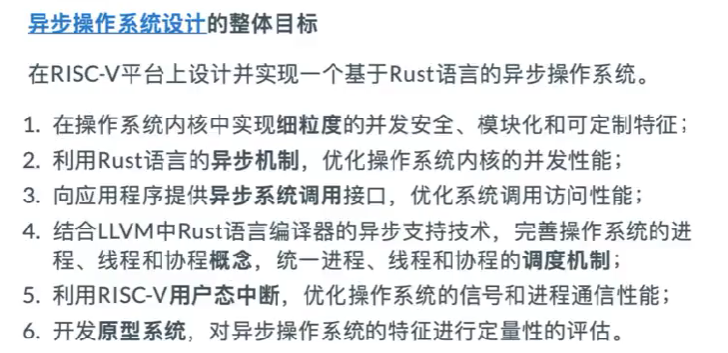 异步操作系统设计的整体目标
在RISC-V平台上设计并实现一个基于Rust语言的异步操作系统。
1. 在操作系统内核中实现细粒度的并发安全、模块化和可定制特征；
2. 利用Rust语言的异步机制，优化操作系统内核的并发性能；
3. 向应用程序提供异步系统调用接口，优化系统调用访问性能；
4. 结合LLVM中Rust语言编译器的异步支持技术，完善操作系统的进
程、线程和协程概念，统一进程、线程和协程的调度机制；
5. 利用RISC-V用户态中断，优化操作系统的信号和进程通信性能；
6. 开发原型系统，对异步操作系统的特征进行定量性的评估。